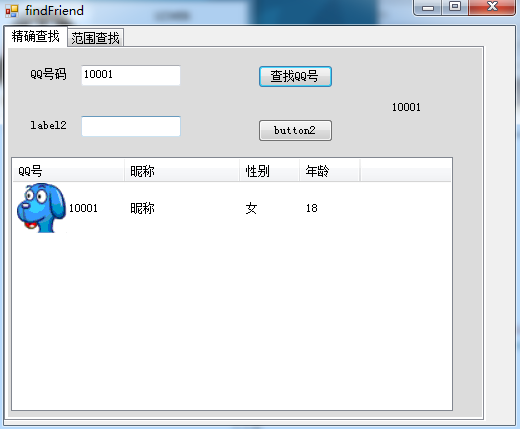 findFriend
精确查找 范围查找
QQ号码 10001 查找QQ号
10001
label2 button2
QQ号 昵称 性别 年龄
10001 昵称 女 18